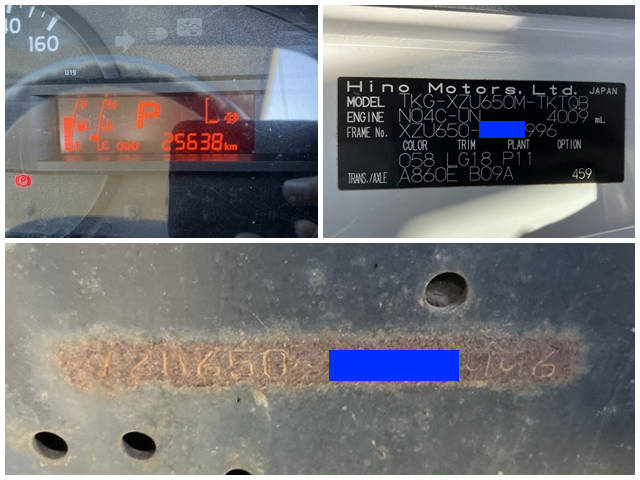 160
U19
P
L
25638km
Hino Motors, Ltd. JAPAN
MODEL TKG-XZU650M-TKTQB
ENGINE N04C-UN 4009 mL
FRAME No. XZU650- 996
COLOR TRIM PLANT OPTION
058 LG18 P11
TRANS./AXLE A860E B09A 459
XZU650-